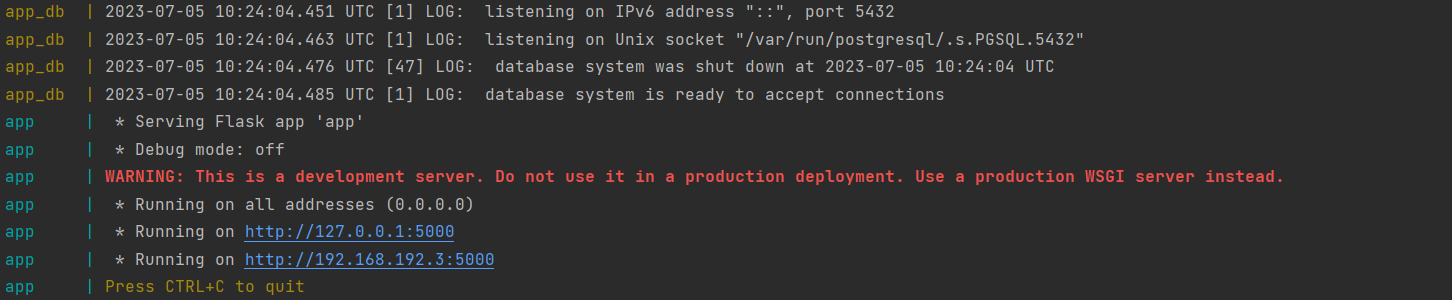 app_db  | 2023-07-05 10:24:04.451 UTC [1] LOG:  listening on IPv6 address "::", port 5432
app_db  | 2023-07-05 10:24:04.463 UTC [1] LOG:  listening on Unix socket "/var/run/postgresql/.s.PGSQL.5432"
app_db  | 2023-07-05 10:24:04.476 UTC [47] LOG:  database system was shut down at 2023-07-05 10:24:04 UTC
app_db  | 2023-07-05 10:24:04.485 UTC [1] LOG:  database system is ready to accept connections
app     |  * Serving Flask app 'app'
app     |  * Debug mode: off
app     | WARNING: This is a development server. Do not use it in a production deployment. Use a production WSGI server instead.
app     |  * Running on all addresses (0.0.0.0)
app     |  * Running on http://127.0.0.1:5000
app     |  * Running on http://192.168.192.3:5000
app     | Press CTRL+C to quit